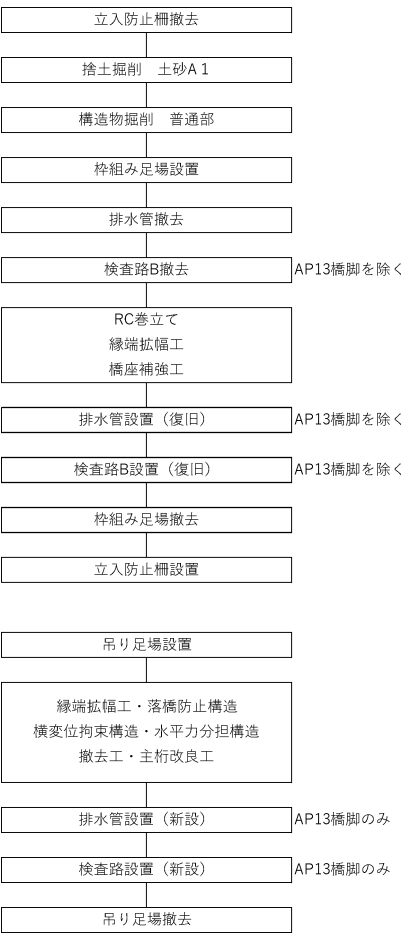 立入防止柵撤去
捨土掘削　土砂A１
構造物掘削　普通部
枠組み足場設置
排水管撤去
検査路B撤去 AP13橋脚を除く
RC巻立て
縁端拡幅工
橋座補強工
排水管設置（復旧） AP13橋脚を除く
検査路B設置（復旧） AP13橋脚を除く
枠組み足場撤去
立入防止柵設置
吊り足場設置
縁端拡幅工・落橋防止構造
横変位拘束構造・水平力分担構造
撤去工・主桁改良工
排水管設置（新設） AP13橋脚のみ
検査路設置（新設） AP13橋脚のみ
吊り足場撤去